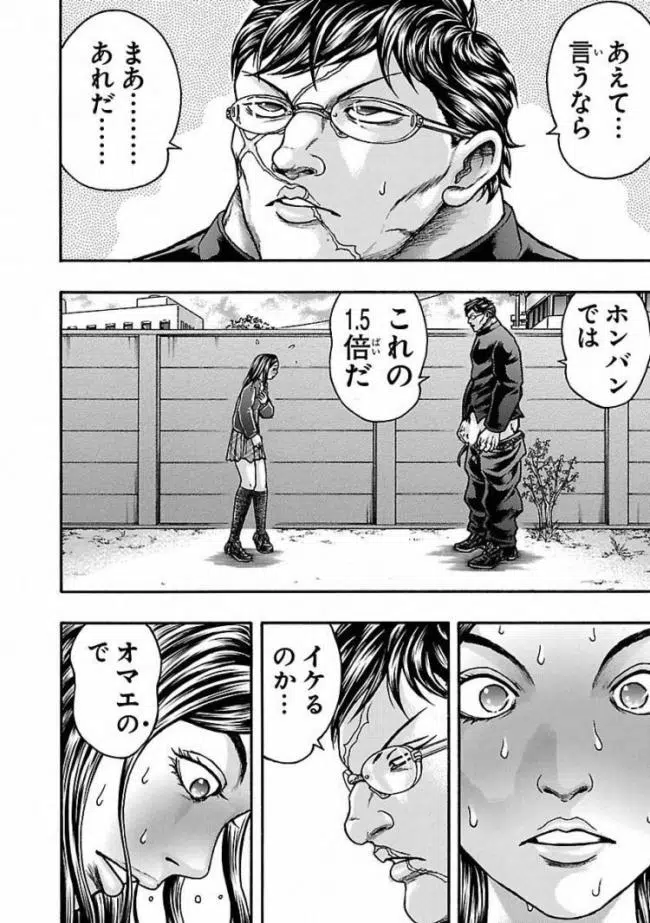 あえて…
言うなら
まあ………
あれだ………
ホンバン
では
これの
1.5倍だ
イケる
のか…
オマエの
で